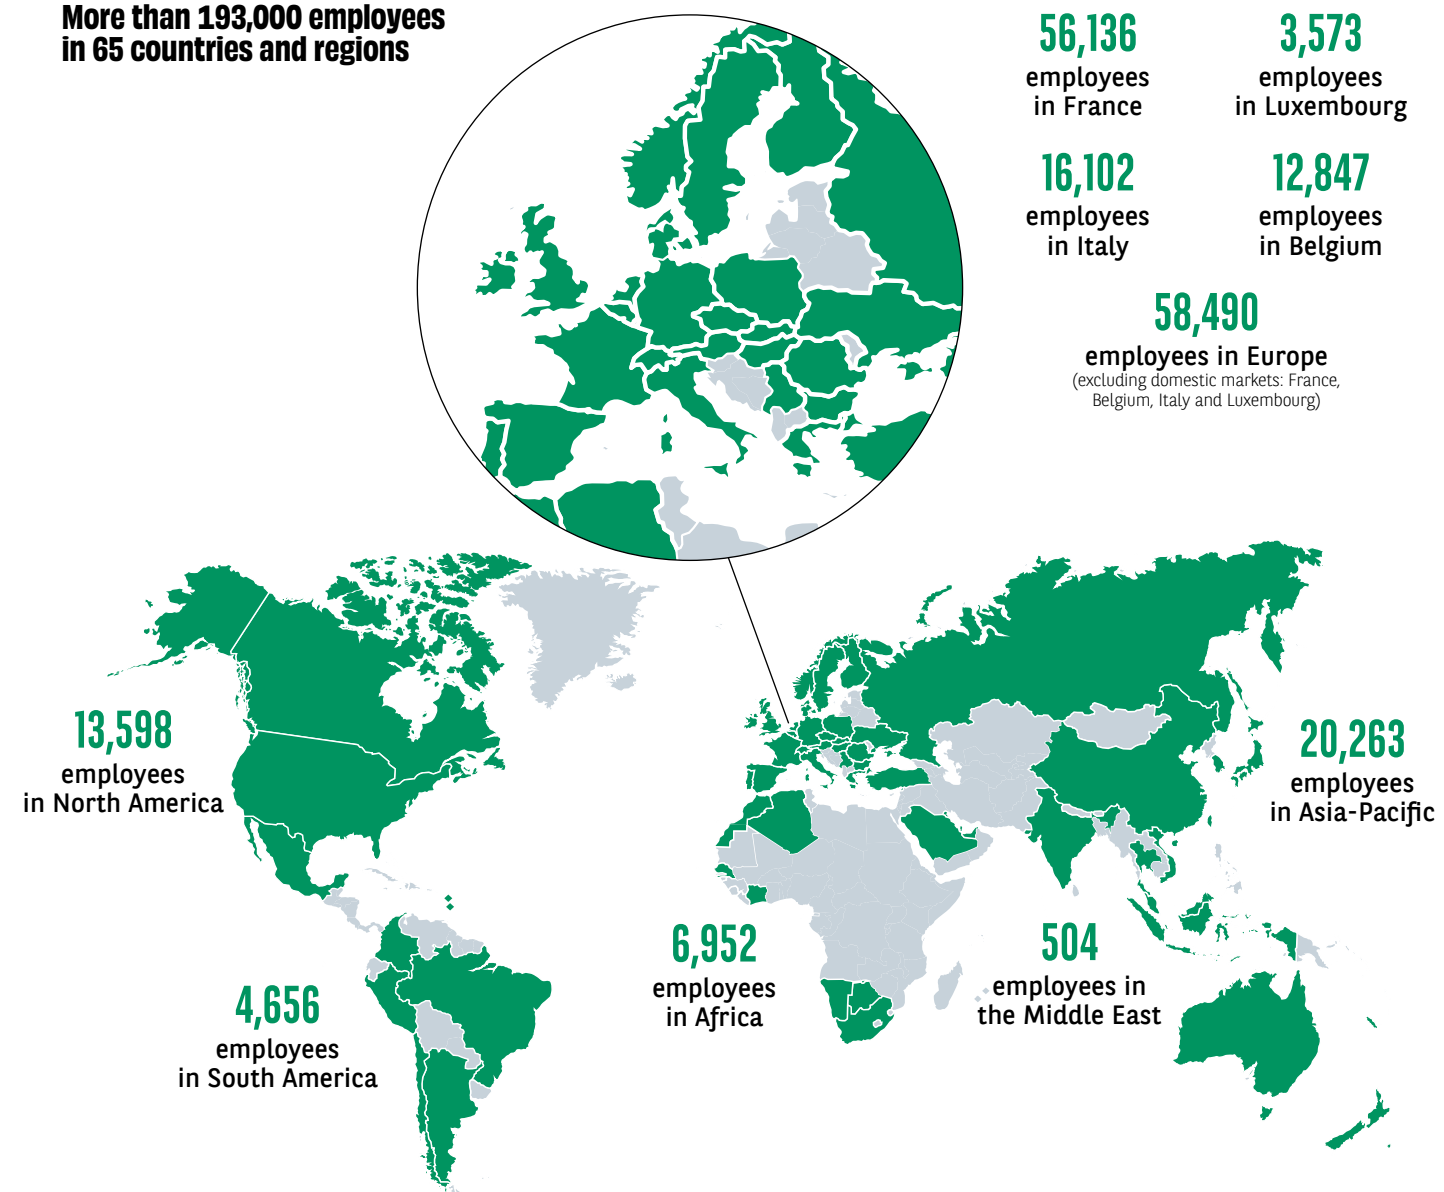 More than 193,000 employees
in 65 countries and regions
56,136
employees
in France
3,573
employees
in Luxembourg
16,102
employees
in Italy
12,847
employees
in Belgium
58,490
employees in Europe
(excluding domestic markets: France,
Belgium, Italy and Luxembourg)
13,598
employees
in North America
20,263
employees
in Asia-Pacific
6,952
employees
in Africa
504
employees in
the Middle East
4,656
employees
in South America